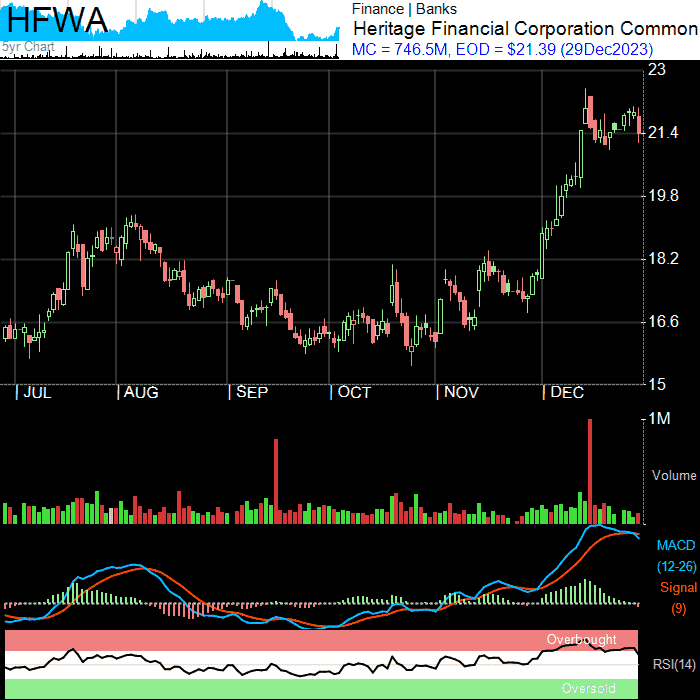 HFWA
5yr Chart
Finance | Banks
Heritage Financial Corporation Common
MC = 746.5M, EOD = $21.39 (29Dec2023)
23
21.4
19.8
18.2
16.6
15
JUL AUG SEP OCT NOV DEC
1M
Volume
MACD
(12-26)
Signal
(9)
Overbought
RSI(14)
Oversold